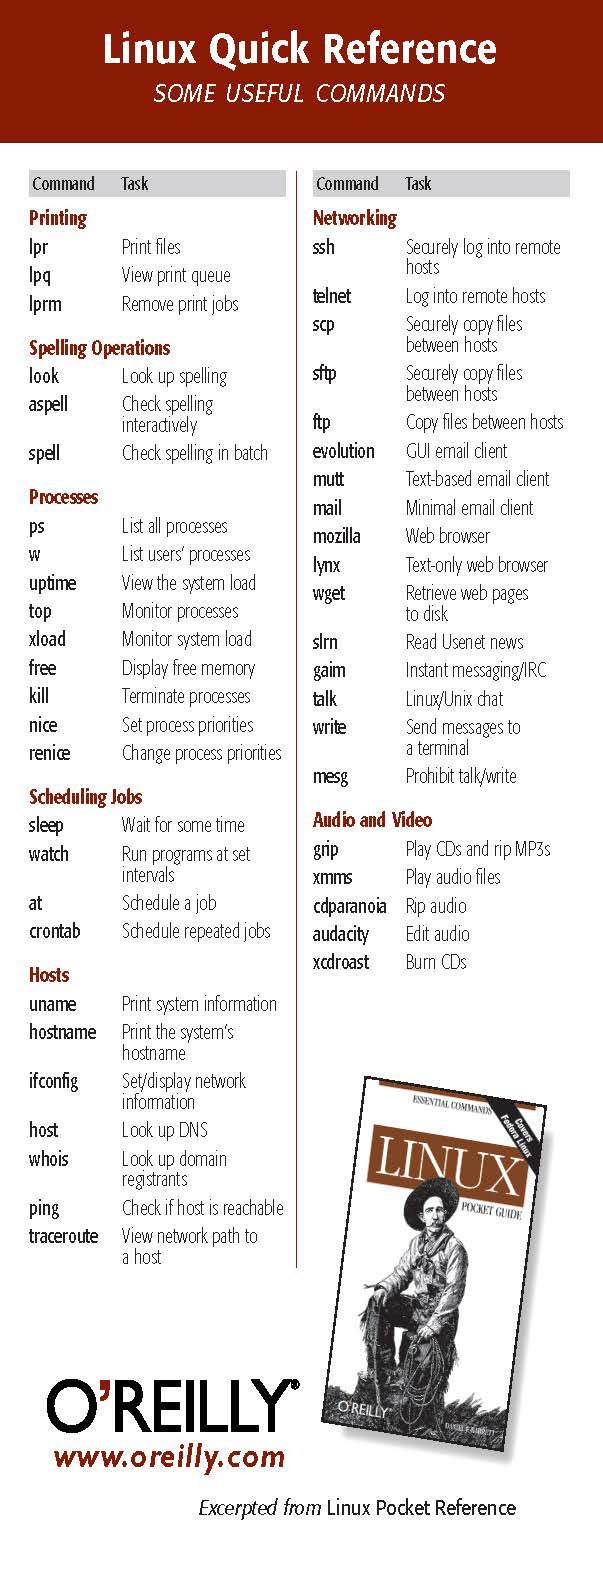 Linux Quick Reference
SOME USEFUL COMMANDS
Command Task
Printing
lpr Print files
lpq View print queue
lprm Remove print jobs
Spelling Operations
look Look up spelling
aspell Check spelling
interactively
spell Check spelling in batch
Processes
ps List all processes
w List users' processes
uptime View the system load
top Monitor processes
xload Monitor system load
free Display free memory
kill Terminate processes
nice Set process priorities
renice Change process priorities
Scheduling Jobs
sleep Wait for some time
watch Run programs at set
intervals
at Schedule a job
crontab Schedule repeated jobs
Hosts
uname Print system information
hostname Print the system's
hostname
ifconfig Set/display network
information
host Look up DNS
whois Look up domain
registrants
ping Check if host is reachable
traceroute View network path to
a host
Command Task
Networking
ssh Securely log into remote
hosts
telnet Log into remote hosts
scp Securely copy files
between hosts
sftp Securely copy files
between hosts
ftp Copy files between hosts
evolution GUI email client
mutt Text-based email client
mail Minimal email client
mozilla Web browser
lynx Text-only web browser
wget Retrieve web pages
to disk
slrn Read Usenet news
gaim Instant messaging/IRC
talk Linux/Unix chat
write Send messages to
a terminal
mesg Prohibit talk/write
Audio and Video
grip Play CDs and rip MP3s
xmms Play audio files
cdparanoia Rip audio
audacity Edit audio
xcdroast Burn CDs
ESSENTIAL COMMANDS
Covers
Fedora Linux
LINUX
POCKET GUIDE
O'REILLY
DANIEL J. BARRETT
O'REILLY®
www.oreilly.com
Excerpted from Linux Pocket Reference